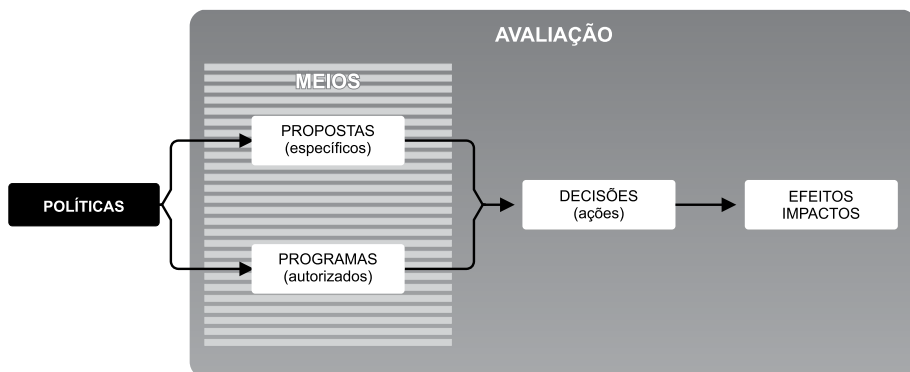 AVALIAÇÃO
MEIOS
PROPOSTAS
(específicos)
POLÍTICAS
PROGRAMAS
(autorizados)
DECISÕES
(ações)
EFEITOS
IMPACTOS